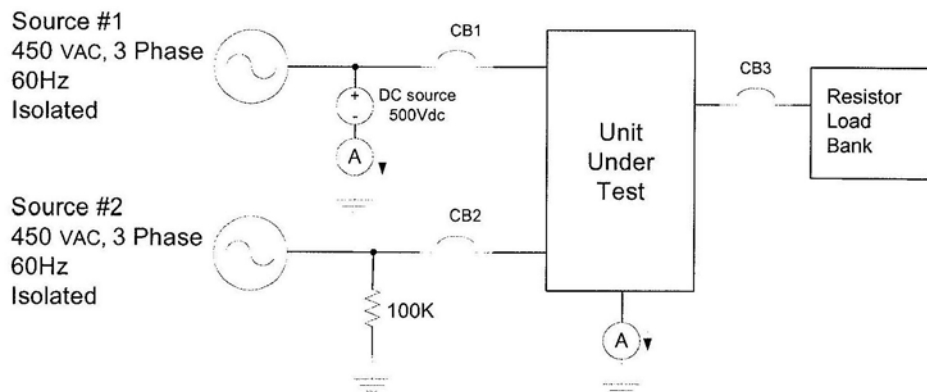 Source #1
450 VAC, 3 Phase
60Hz
Isolated
CB1
+
DC source
-
500Vdc
A
CB3
Resistor
Load
Bank
Unit
Under
Test
Source #2
450 VAC, 3 Phase
60Hz
Isolated
CB2
100K
A